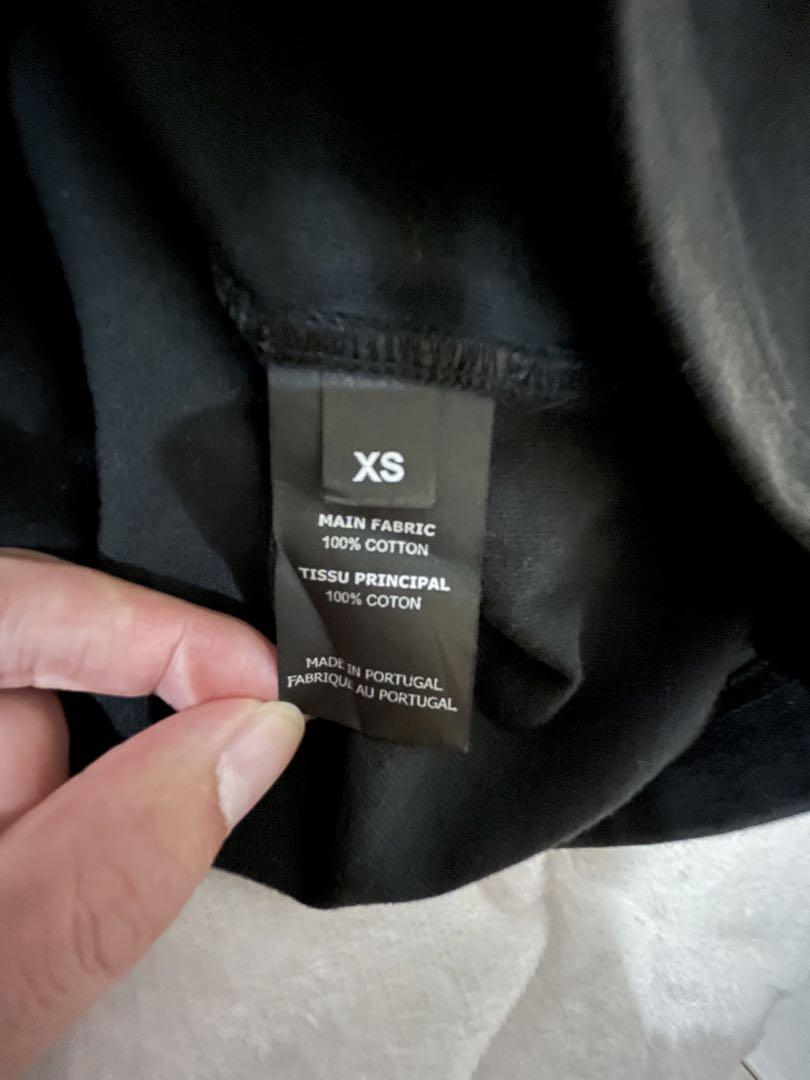 XS
MAIN FABRIC
100% COTTON
TISSU PRINCIPAL
100% COTON
MADE IN PORTUGAL
FABRIQUE AU PORTUGAL